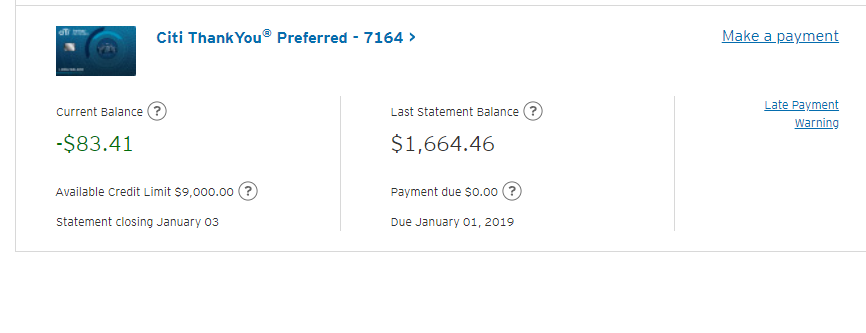 citi
Citi ThankYou® Preferred - 7164 >
Make a payment
Current Balance ?
Last Statement Balance ?
Late Payment
Warning
-$83.41
$1,664.46
Available Credit Limit $9,000.00 ?
Payment due $0.00 ?
Statement closing January 03
Due January 01, 2019